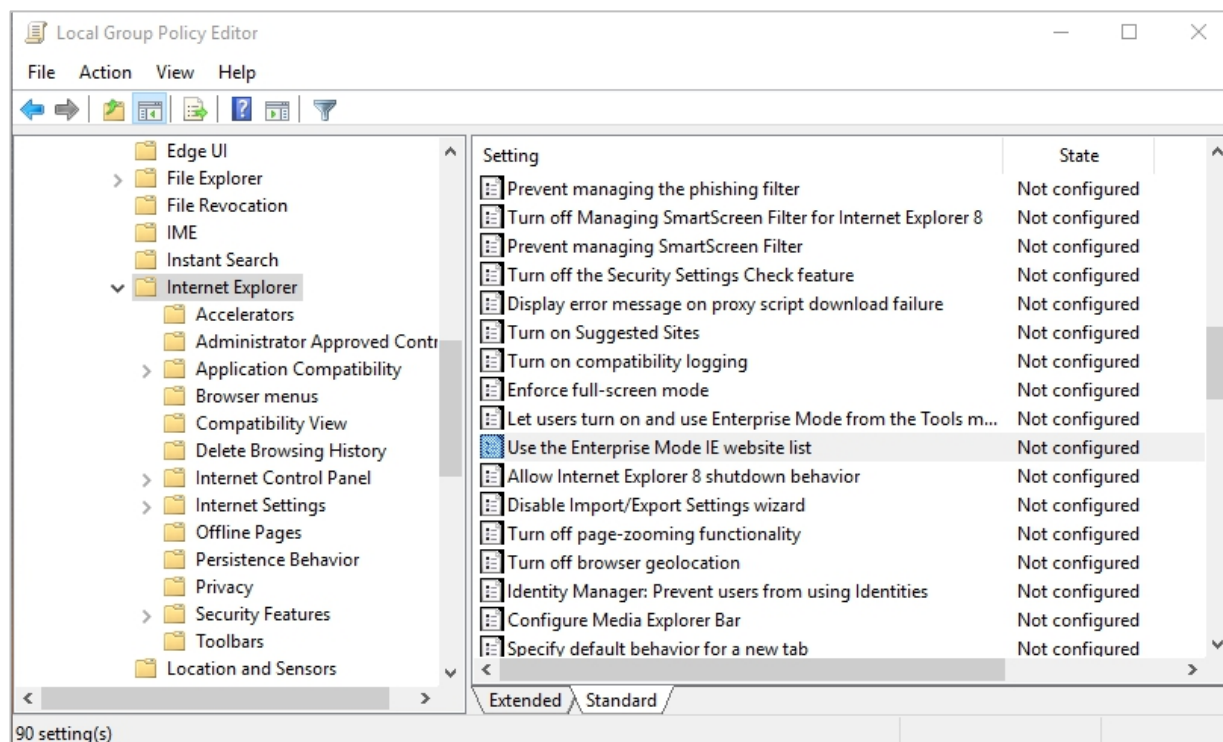 Local Group Policy Editor
File Action View Help
Edge UI
File Explorer
File Revocation
IME
Instant Search
Internet Explorer
Accelerators
Administrator Approved Contr
Application Compatibility
Browser menus
Compatibility View
Delete Browsing History
Internet Control Panel
Internet Settings
Offline Pages
Persistence Behavior
Privacy
Security Features
Toolbars
Location and Sensors
Setting State
Prevent managing the phishing filter Not configured
Turn off Managing SmartScreen Filter for Internet Explorer 8 Not configured
Prevent managing SmartScreen Filter Not configured
Turn off the Security Settings Check feature Not configured
Display error message on proxy script download failure Not configured
Turn on Suggested Sites Not configured
Turn on compatibility logging Not configured
Enforce full-screen mode Not configured
Let users turn on and use Enterprise Mode from the Tools m... Not configured
Use the Enterprise Mode IE website list Not configured
Allow Internet Explorer 8 shutdown behavior Not configured
Disable Import/Export Settings wizard Not configured
Turn off page-zooming functionality Not configured
Turn off browser geolocation Not configured
Identity Manager: Prevent users from using Identities Not configured
Configure Media Explorer Bar Not configured
Specify default behavior for a new tab Not configured
Extended Standard
90 setting(s)